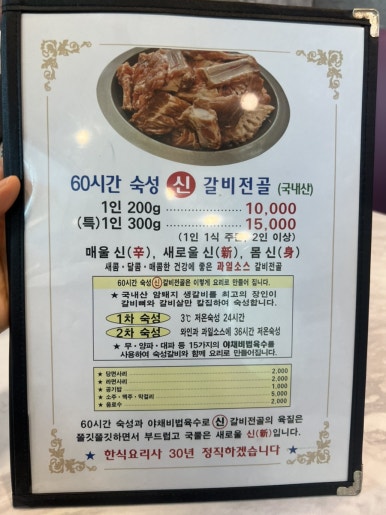 60시간 숙성 신 갈비전골 (국내산)
1인 200g 10,000
(특)1인 300g 15,000
(1인 1식 주문, 2인 이상)
매울 신(辛), 새로울 신(新), 몸 신(身)
새콤·달콤·매콤한 건강에 좋은 과일소스 갈비전골
60시간 숙성 신 갈비전골은 이렇게 요리로 만들어 집니다.
★ 국내산 암퇘지 생갈비를 최고의 장인이
갈비뼈와 갈비살만 칼집하여 숙성합니다.
1차 숙성 3℃ 저온숙성 24시간
2차 숙성 와인과 과일소스에 36시간 저온숙성
★ 무·양파·대파 등 15가지의 야채비법육수를
사용하여 숙성갈비와 함께 요리로 만들어집니다.
★ 당면사리 2,000
★ 라면사리 2,000
★ 공기밥 1,000
★ 소주·맥주·막걸리 5,000
★ 음료수 2,000
60시간 숙성과 야채비법육수로 신 갈비전골의 육질은
쫄깃쫄깃하면서 부드럽고 국물은 새로울 신(新)입니다.
★ 한식요리사 30년 정직하겠습니다 ★